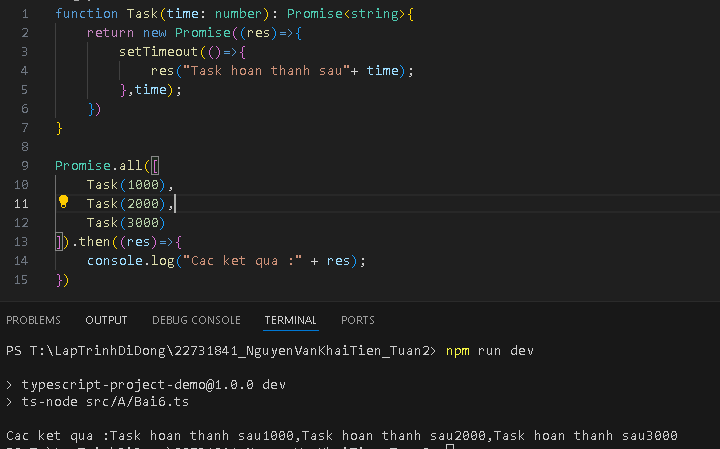 1 function Task(time: number): Promise<string>{
2     return new Promise((res)=>{
3         setTimeout(()=>{
4             res("Task hoan thanh sau"+ time);
5         },time);
6     })
7 }
8
9 Promise.all([
10     Task(1000),
11     Task(2000),
12     Task(3000)
13 ]).then((res)=>{
14     console.log("Cac ket qua :" + res);
15 })
PROBLEMS OUTPUT DEBUG CONSOLE TERMINAL PORTS
PS T:\LapTrinhDiDong\22731841_NguyenVanKhaiTien_Tuan2> npm run dev
> typescript-project-demo@1.0.0 dev
> ts-node src/A/Bai6.ts
Cac ket qua :Task hoan thanh sau1000,Task hoan thanh sau2000,Task hoan thanh sau3000